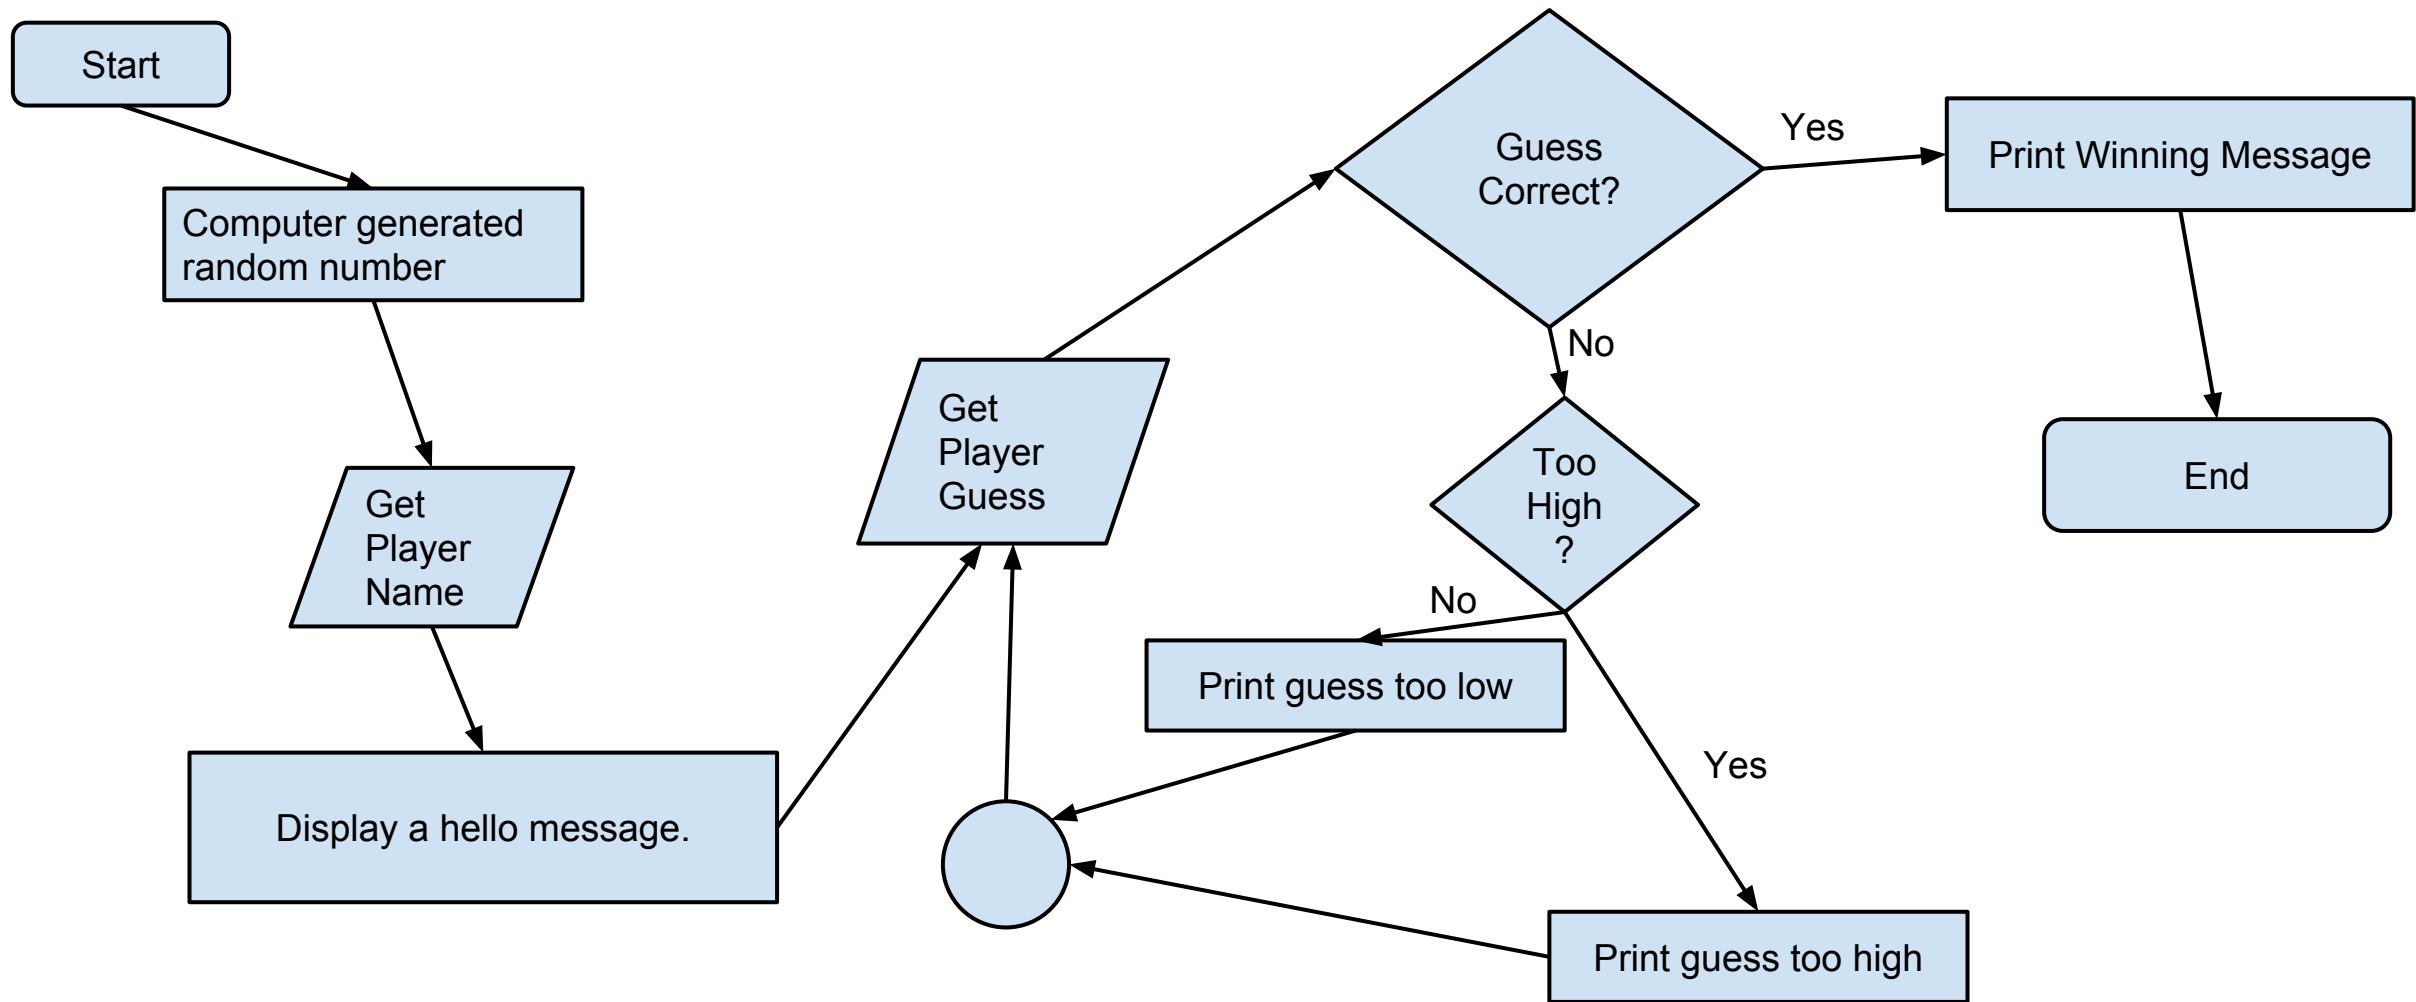 Start
Computer generated
random number
Get
Player
Name
Display a hello message.
Get
Player
Guess
Guess
Correct?
Yes
Print Winning Message
End
No
Too
High
?
No
Print guess too low
Yes
Print guess too high